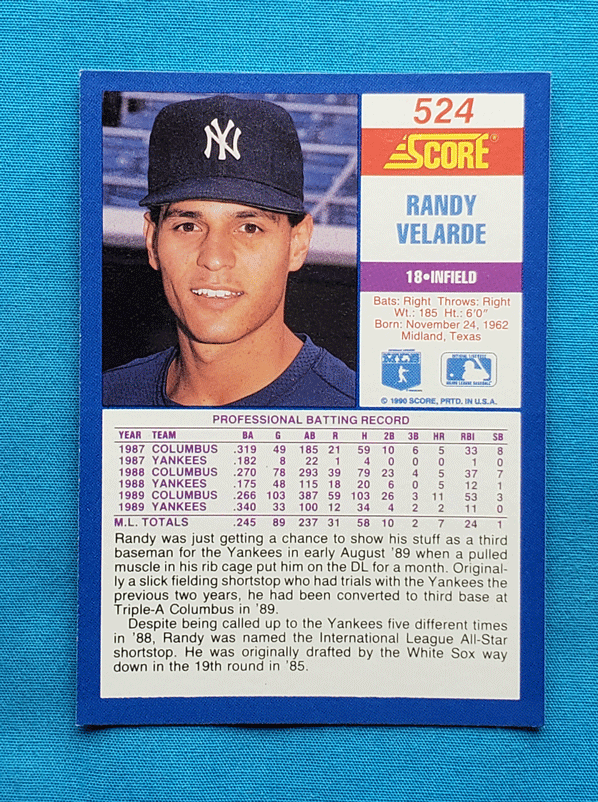 NY
524
SCORE®
RANDY
VELARDE
18•INFIELD
Bats: Right Throws: Right
Wt.: 185 Ht.: 6'0"
Born: November 24, 1962
Midland, Texas
© 1990 SCORE, PRTD. IN U.S.A.
PROFESSIONAL BATTING RECORD
YEAR TEAM BA G AB R H 2B 3B HR RBI SB
1987 COLUMBUS .319 49 185 21 59 10 6 5 33 8
1987 YANKEES .182 8 22 1 4 0 0 0 1 0
1988 COLUMBUS .270 78 293 39 79 23 4 5 37 7
1988 YANKEES .175 48 115 18 20 6 0 5 12 1
1989 COLUMBUS .266 103 387 59 103 26 3 11 53 3
1989 YANKEES .340 33 100 12 34 4 2 2 11 0
M.L. TOTALS .245 89 237 31 58 10 2 7 24 1
Randy was just getting a chance to show his stuff as a third
baseman for the Yankees in early August '89 when a pulled
muscle in his rib cage put him on the DL for a month. Original-
ly a slick fielding shortstop who had trials with the Yankees the
previous two years, he had been converted to third base at
Triple-A Columbus in '89.
Despite being called up to the Yankees five different times
in '88, Randy was named the International League All-Star
shortstop. He was originally drafted by the White Sox way
down in the 19th round in '85.